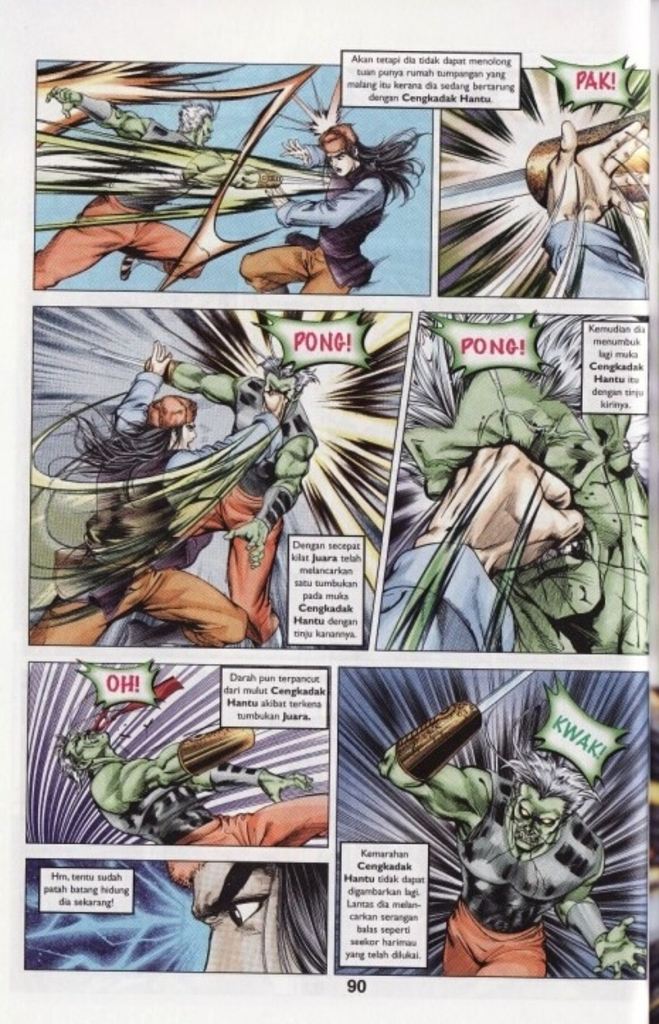 Akan tetapi dia tidak dapat menolong
tuan punya rumah tumpangan yang
malang itu kerana dia sedang bertarung
dengan Cengkadak Hantu.
PAK!
PONG!
Dengan secepat
kilat Juara telah
melancarkan
satu tumbukan
pada muka
Cengkadak
Hantu dengan
tinju kanannya.
PONG!
Kemudian dia
menumbuk
lagi muka
Cengkadak
Hantu itu
dengan tinju
kirinya.
OH!
Darah pun terpancut
dari mulut Cengkadak
Hantu akibat terkena
tumbukan Juara.
Hm, tentu sudah
patah batang hidung
dia sekarang!
KWAK!
Kemarahan
Cengkadak
Hantu tidak dapat
digambarkan lagi.
Lantas dia melan-
carkan serangan
balas seperti
seekor harimau
yang telah dilukai.
90